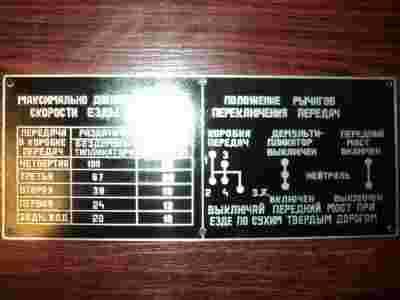 МАКСИМАЛЬНО
СКОРОСТИ ЕЗДЫ
ПЕРЕДАЧИ
В КОРОБКЕ
ПЕРЕДАЧ
ЧЕТВЕРТАЯ 100
ТРЕТЬЯ 67
ВТОРАЯ 38
ПЕРВАЯ 24
ЗАДН. ХОД 20
ПОЛОЖЕНИЕ РЫЧАГОВ
ПЕРЕКЛЮЧЕНИЯ ПЕРЕДАЧ
КОРОБКА ДЕМУЛЬТИ- ПЕРЕДНИЙ
ПЕРЕДАЧ ПЛИКАТОР МОСТ
ВЫКЛЮЧЕН ВКЛЮЧЕН
1 3
НЕЙТРАЛЬ
2 4 З.Х.
ВКЛЮЧЕН ВЫКЛЮЧЕН
ВЫКЛЮЧАЙ ПЕРЕДНИЙ МОСТ ПРИ
ЕЗДЕ ПО СУХИМ ТВЕРДЫМ ДОРОГАМ